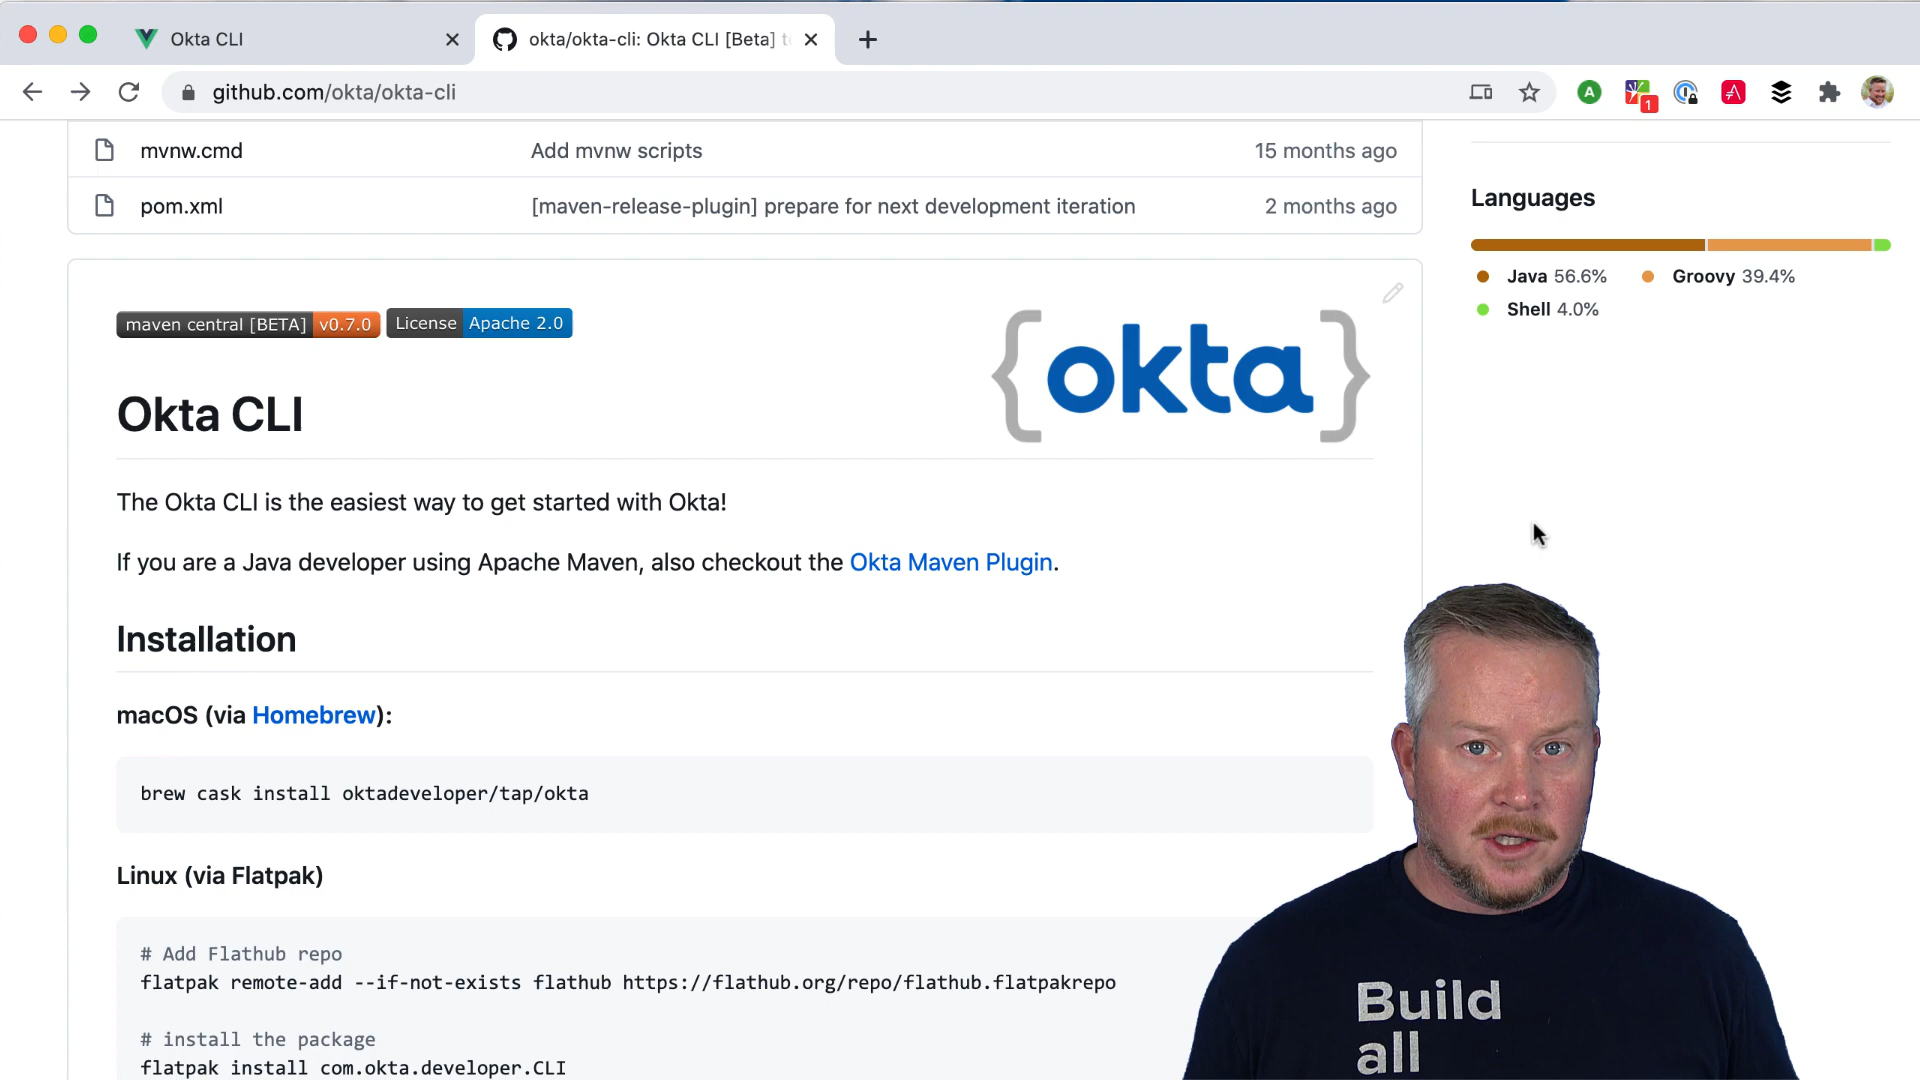 Okta CLI
okta/okta-cli: Okta CLI [Beta] t
github.com/okta/okta-cli
A
1
mvnw.cmd Add mvnw scripts 15 months ago
pom.xml [maven-release-plugin] prepare for next development iteration 2 months ago
Languages
Java 56.6% Groovy 39.4%
Shell 4.0%
maven central [BETA] v0.7.0 License Apache 2.0
{okta}
Okta CLI
The Okta CLI is the easiest way to get started with Okta!
If you are a Java developer using Apache Maven, also checkout the Okta Maven Plugin.
Installation
macOS (via Homebrew):
brew cask install oktadeveloper/tap/okta
Linux (via Flatpak)
# Add Flathub repo
flatpak remote-add --if-not-exists flathub https://flathub.org/repo/flathub.flatpakrepo
# install the package
flatpak install com.okta.developer.CLI
Build
all